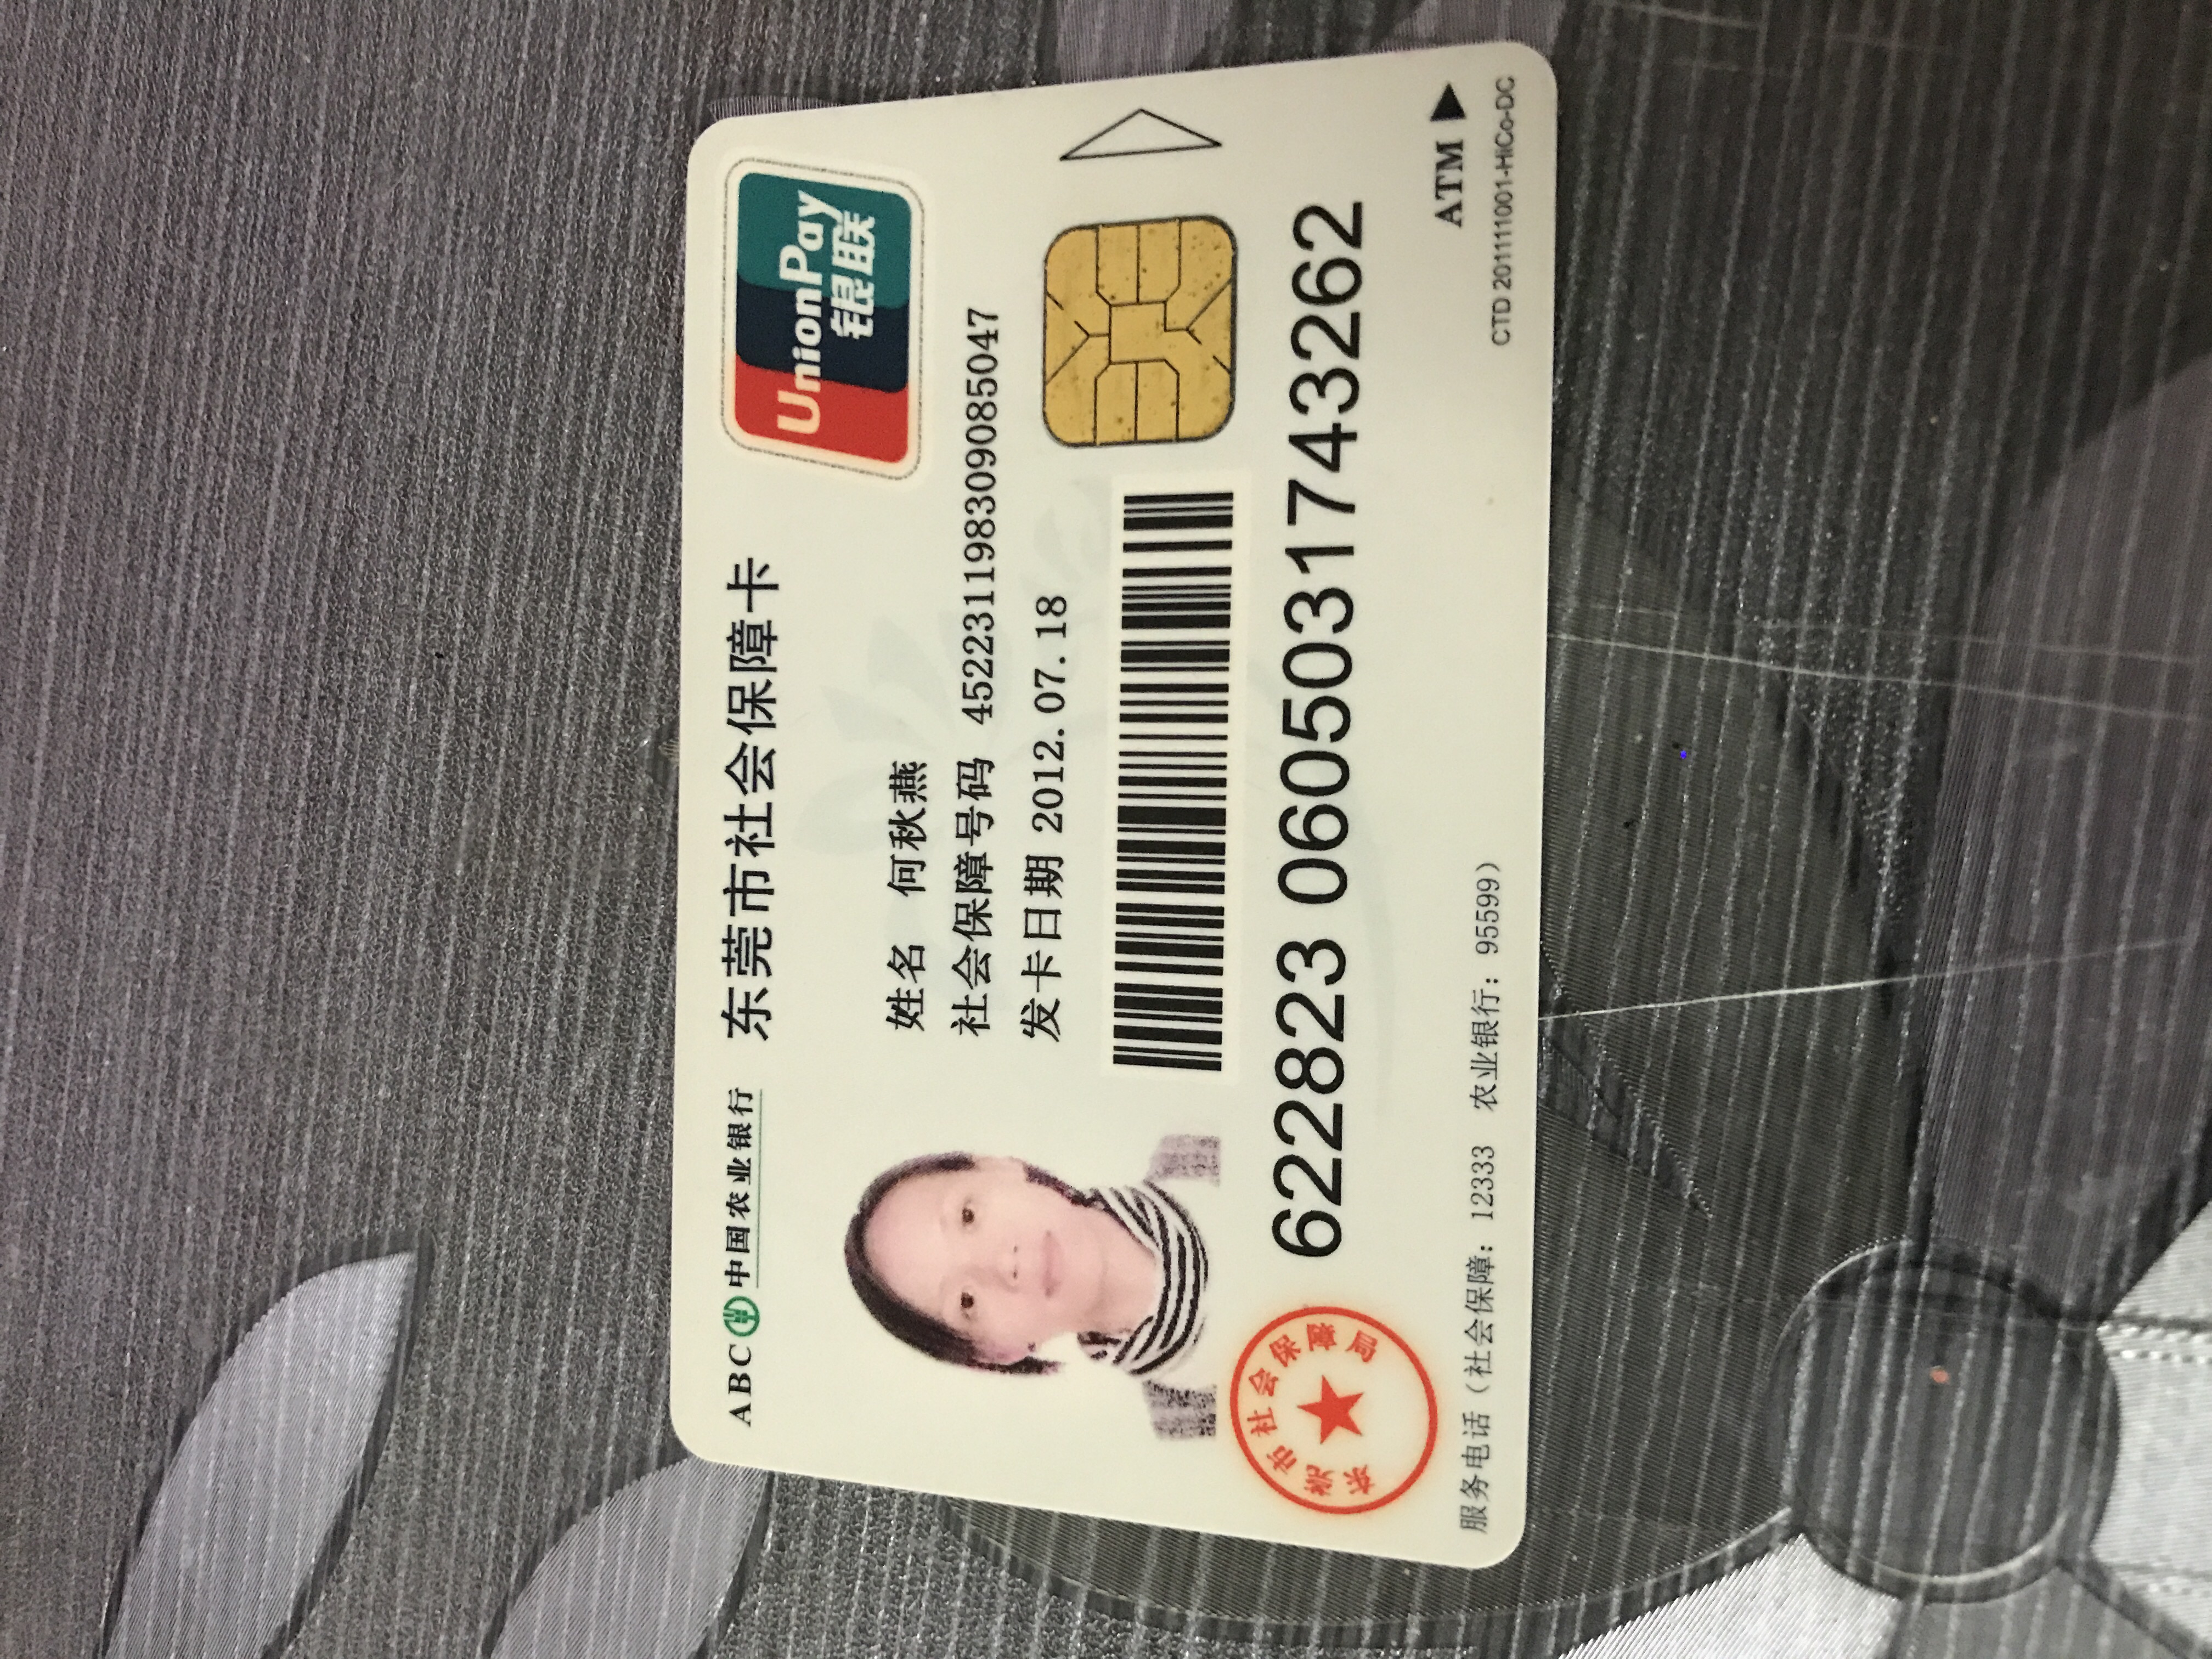 ABC 中国农业银行 东莞市社会保障卡
UnionPay
银联
姓名 何秋燕
社会保障号码 452231198309085047
发卡日期 2012.07.18
东莞市社会保障局
622823 0605031743262
ATM
服务电话（社会保障：12333 农业银行：95599）
CTD 201111001-HiCo-DC